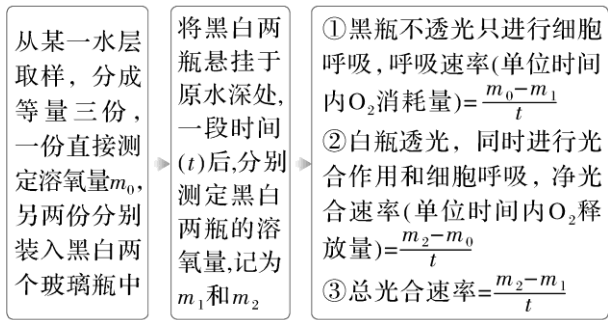 从某一水层
取样，分成
等量三份，
一份直接测
定溶氧量m₀,
另两份分别
装入黑白两
个玻璃瓶中
将黑白两
瓶悬挂于
原水深处,
一段时间
(t)后,分别
测定黑白
两瓶的溶
氧量,记为
m₁和m₂
①黑瓶不透光只进行细胞
呼吸,呼吸速率(单位时间
内O₂消耗量)=(m₀−m₁)/t
②白瓶透光，同时进行光
合作用和细胞呼吸，净光
合速率(单位时间内O₂释
放量)=(m₂−m₀)/t
③总光合速率=(m₂−m₁)/t